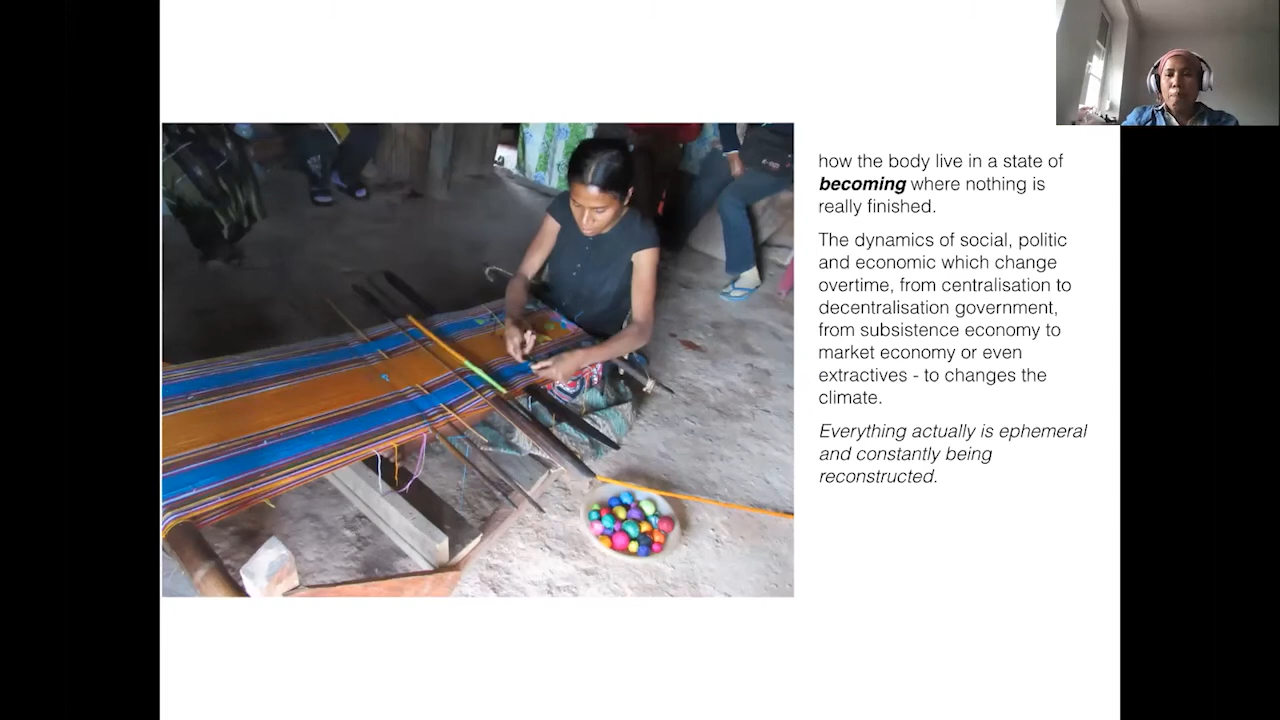 how the body live in a state of
becoming where nothing is
really finished.
The dynamics of social, politic
and economic which change
overtime, from centralisation to
decentralisation government,
from subsistence economy to
market economy or even
extractives - to changes the
climate.
Everything actually is ephemeral
and constantly being
reconstructed.